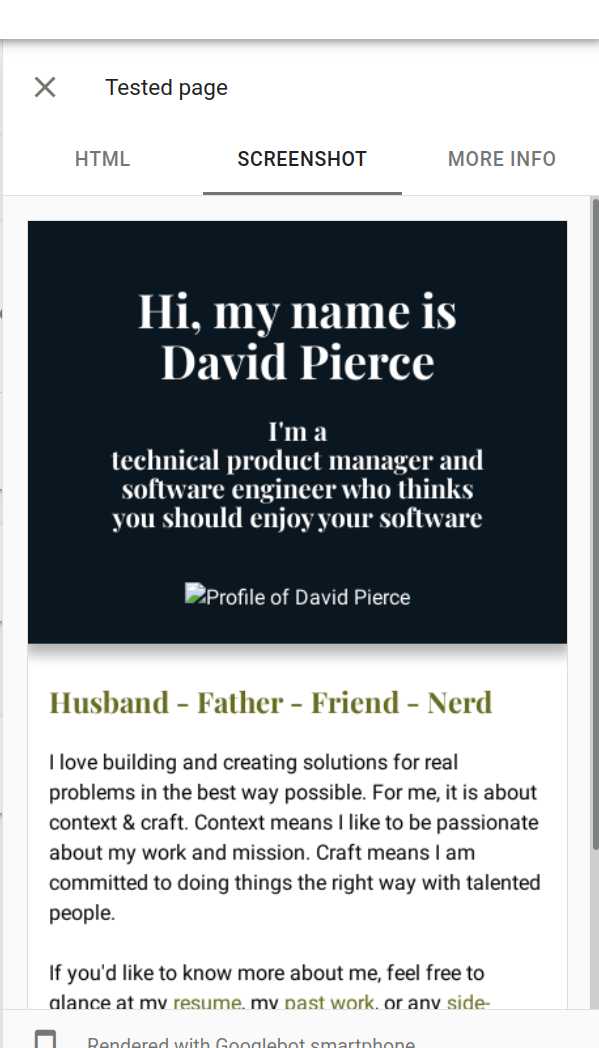 Tested page
HTML SCREENSHOT MORE INFO
Hi, my name is
David Pierce
I'm a
technical product manager and
software engineer who thinks
you should enjoy your software
Profile of David Pierce
Husband - Father - Friend - Nerd
I love building and creating solutions for real
problems in the best way possible. For me, it is about
context & craft. Context means I like to be passionate
about my work and mission. Craft means I am
committed to doing things the right way with talented
people.
If you'd like to know more about me, feel free to
glance at my resume, my past work, or any side-
Rendered with Googlebot smartphone